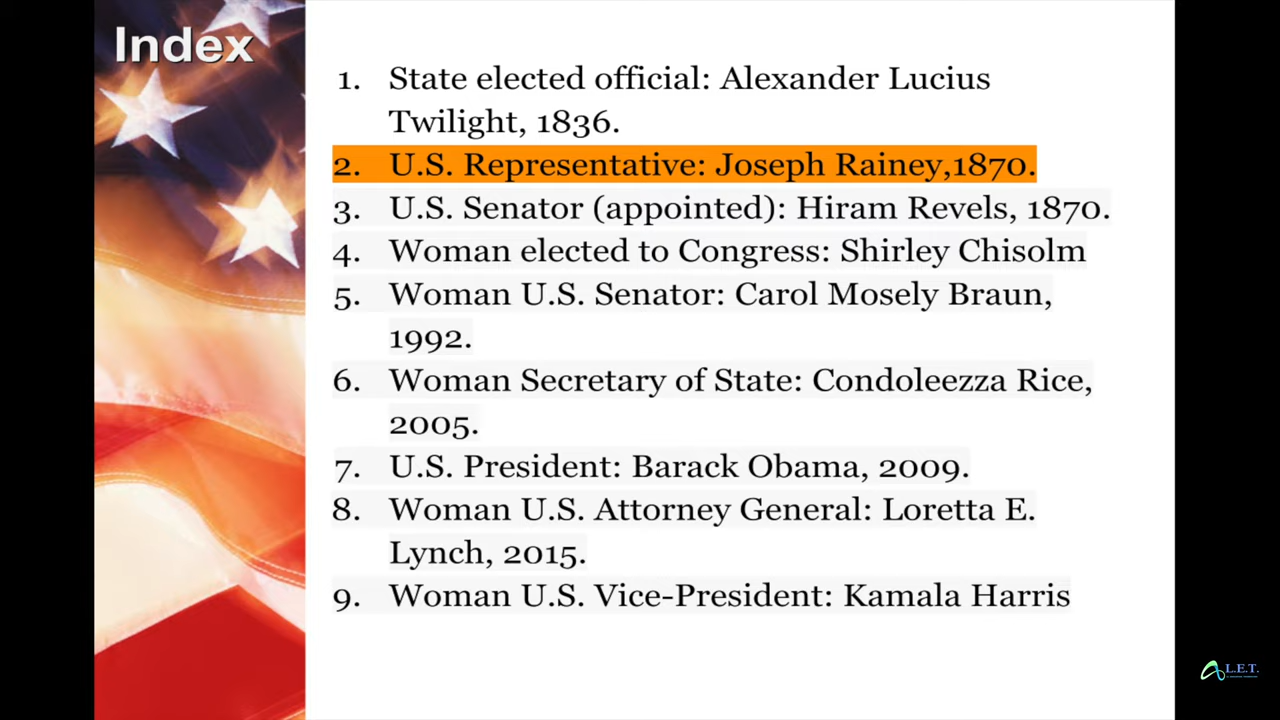 Index
1. State elected official: Alexander Lucius
Twilight, 1836.
2. U.S. Representative: Joseph Rainey,1870.
3. U.S. Senator (appointed): Hiram Revels, 1870.
4. Woman elected to Congress: Shirley Chisolm
5. Woman U.S. Senator: Carol Mosely Braun,
1992.
6. Woman Secretary of State: Condoleezza Rice,
2005.
7. U.S. President: Barack Obama, 2009.
8. Woman U.S. Attorney General: Loretta E.
Lynch, 2015.
9. Woman U.S. Vice-President: Kamala Harris
L.E.T.